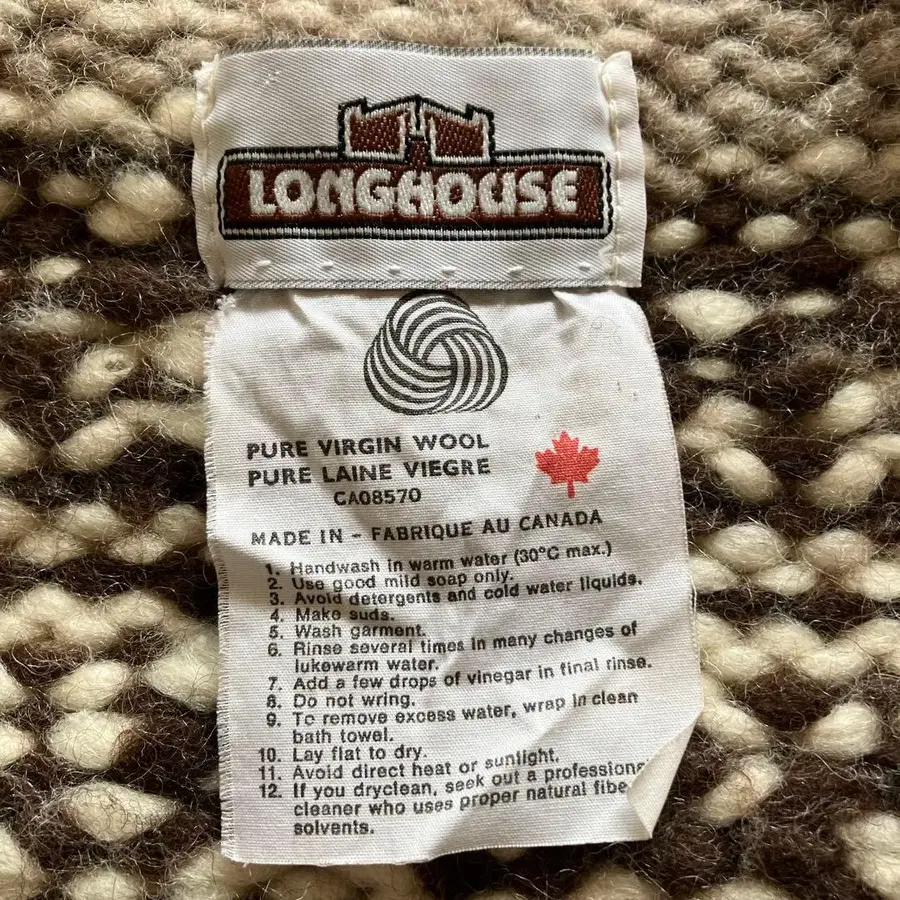 LONGHOUSE
PURE VIRGIN WOOL
PURE LAINE VIEGRE
CA08570
MADE IN - FABRIQUE AU CANADA
1. Handwash in warm water (30°C max.)
2. Use good mild soap only.
3. Avoid detergents and cold water liquids.
4. Make suds.
5. Wash garment.
6. Rinse several times in many changes of
lukewarm water.
7. Add a few drops of vinegar in final rinse.
8. Do not wring.
9. To remove excess water, wrap in clean
bath towel.
10. Lay flat to dry.
11. Avoid direct heat or sunlight.
12. If you dryclean, seek out a professiona
cleaner who uses proper natural fibe
solvents.